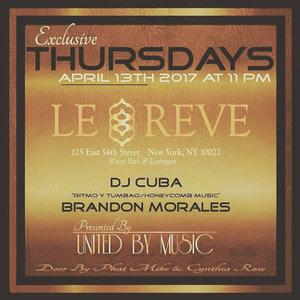 Exclusive
THURSDAYS
APRIL 13TH 2017 AT 11 PM
LE REVE
125 East 54th Street New York, NY 10022
B'twn Park & Lexington
DJ CUBA
"RITMO Y TUMBAO/HONEYCOMB MUSIC"
BRANDON MORALES
Presented By
UNITED BY MUSIC
Door By Phat Mike & Cynthia Rose